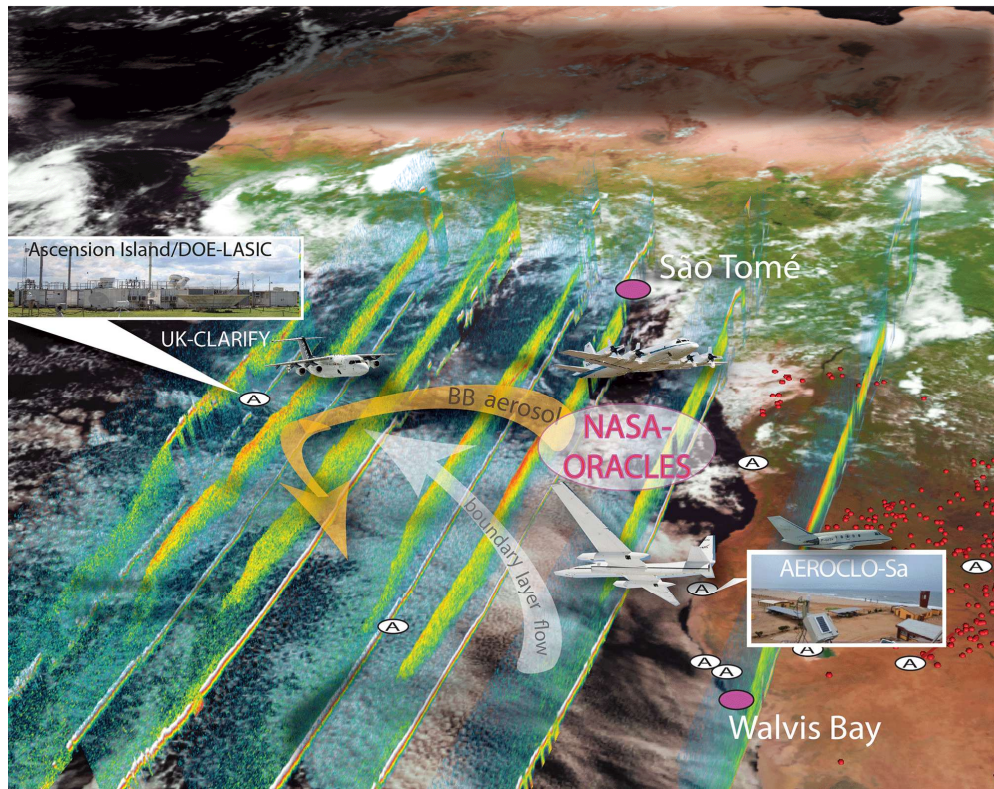 Ascension Island/DOE-LASIC
São Tomé
UK-CLARIFY
A
BB aerosol
NASA-
ORACLES
A
boundary layer
flow
AEROCLO-Sa
A
A
A
A
A
A
A
Walvis Bay